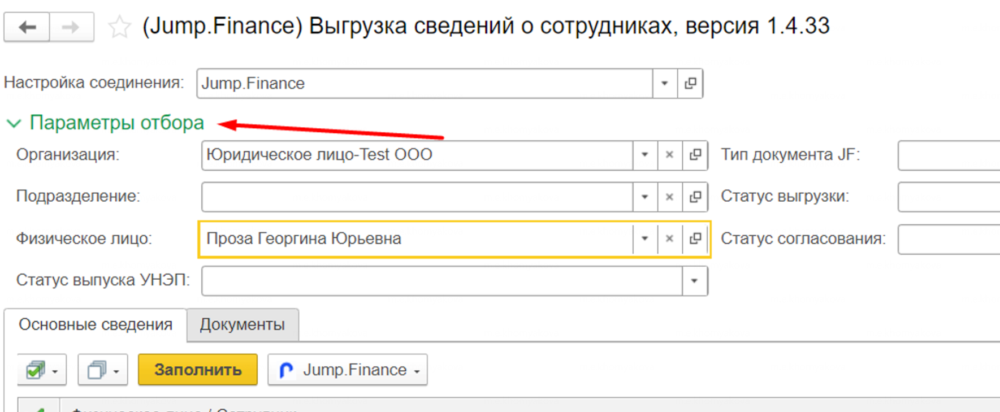 (Jump.Finance) Выгрузка сведений о сотрудниках, версия 1.4.33
Настройка соединения: Jump.Finance
Параметры отбора
Организация: Юридическое лицо-Test ООО Тип документа JF:
Подразделение: Статус выгрузки:
Физическое лицо: Проза Георгина Юрьевна Статус согласования:
Статус выпуска УНЭП:
Основные сведения Документы
Заполнить Jump.Finance